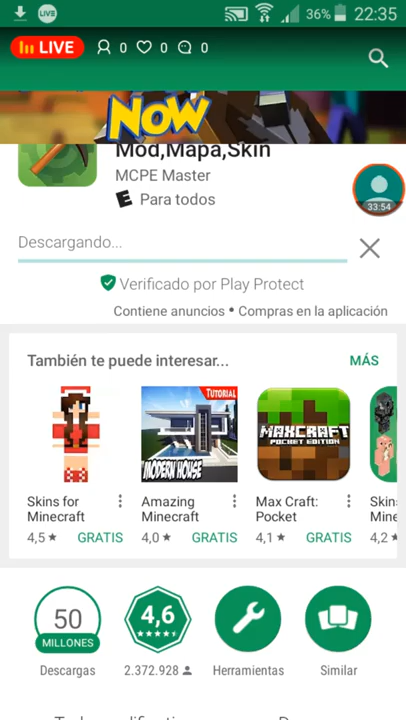 LIVE
36%
22:35
LIVE
0
0
0
NOW
Mod,Mapa,Skin
MCPE Master
E Para todos
33:54
Descargando...
Verificado por Play Protect
Contiene anuncios • Compras en la aplicación
También te puede interesar...
MÁS
TUTORIAL
MODERN HOUSE
MAXCRAFT
POCKET EDITION
Skins for
Minecraft
4,5 ★ GRATIS
Amazing
Minecraft
4,0 ★ GRATIS
Max Craft:
Pocket
4,1 ★ GRATIS
Skin
Mine
4,2 ★
50
MILLONES
Descargas
4,6
2.372.928
Herramientas
Similar